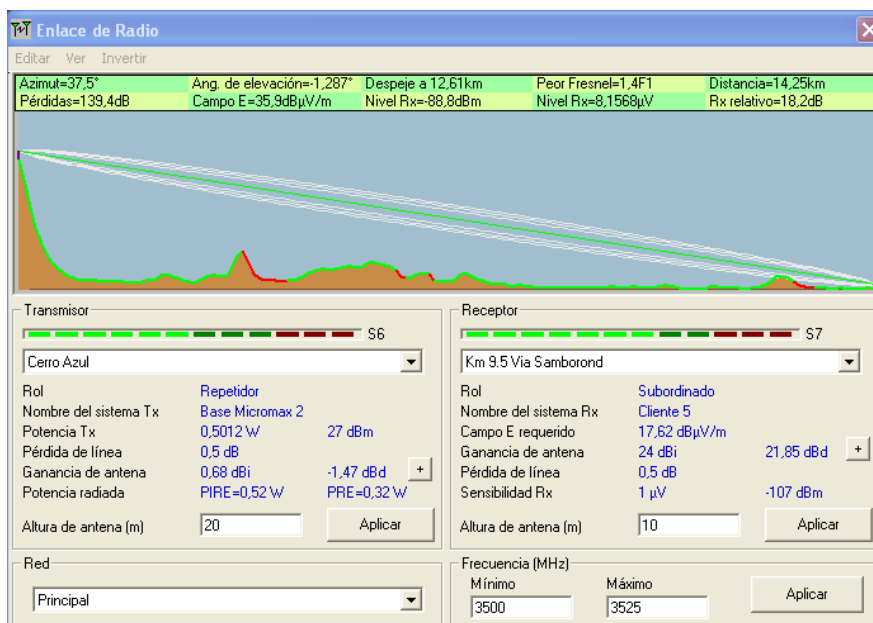 Enlace de Radio
Editar Ver Invertir
Azimut=37,5° Ang. de elevación=-1,287° Despeje a 12,61km Peor Fresnel=1,4F1 Distancia=14,25km
Pérdidas=139,4dB Campo E=35,9dBµV/m Nivel Rx=-88,8dBm Nivel Rx=8,1568µV Rx relativo=18,2dB
Transmisor
S6
Cerro Azul
Rol Repetidor
Nombre del sistema Tx Base Micromax 2
Potencia Tx 0,5012 W 27 dBm
Pérdida de línea 0,5 dB
Ganancia de antena 0,68 dBi -1,47 dBd +
Potencia radiada PIRE=0,52 W PRE=0,32 W
Altura de antena (m) 20 Aplicar
Receptor
S7
Km 9.5 Via Samborond
Rol Subordinado
Nombre del sistema Rx Cliente 5
Campo E requerido 17,62 dBµV/m
Ganancia de antena 24 dBi 21,85 dBd +
Pérdida de línea 0,5 dB
Sensibilidad Rx 1 µV -107 dBm
Altura de antena (m) 10 Aplicar
Red
Principal
Frecuencia (MHz)
Mínimo Máximo
3500 3525 Aplicar